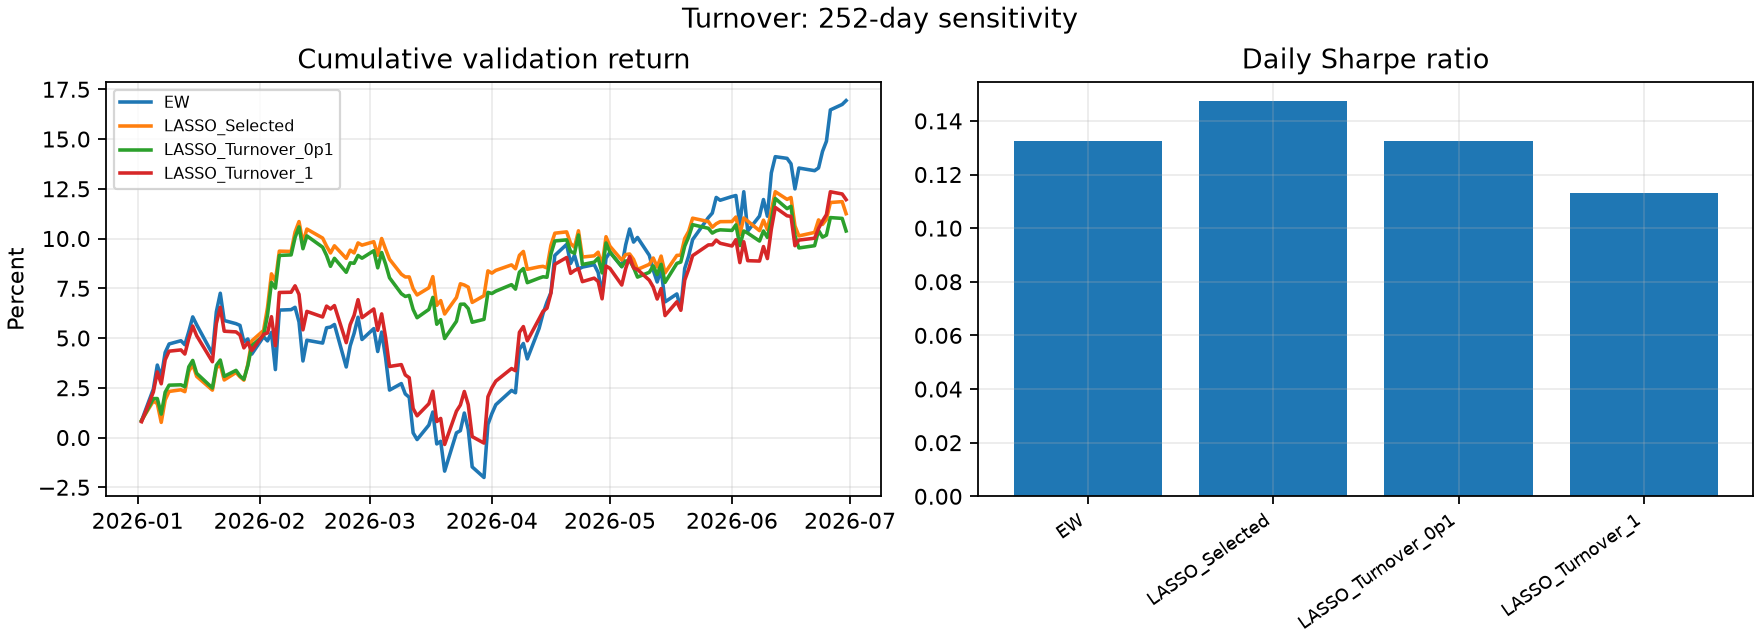 Turnover: 252-day sensitivity
Cumulative validation return
Percent
17.5
15.0
12.5
10.0
7.5
5.0
2.5
0.0
−2.5
EW
LASSO_Selected
LASSO_Turnover_0p1
LASSO_Turnover_1
2026-01 2026-02 2026-03 2026-04 2026-05 2026-06 2026-07
Daily Sharpe ratio
0.14
0.12
0.10
0.08
0.06
0.04
0.02
0.00
EW
LASSO_Selected
LASSO_Turnover_0p1
LASSO_Turnover_1